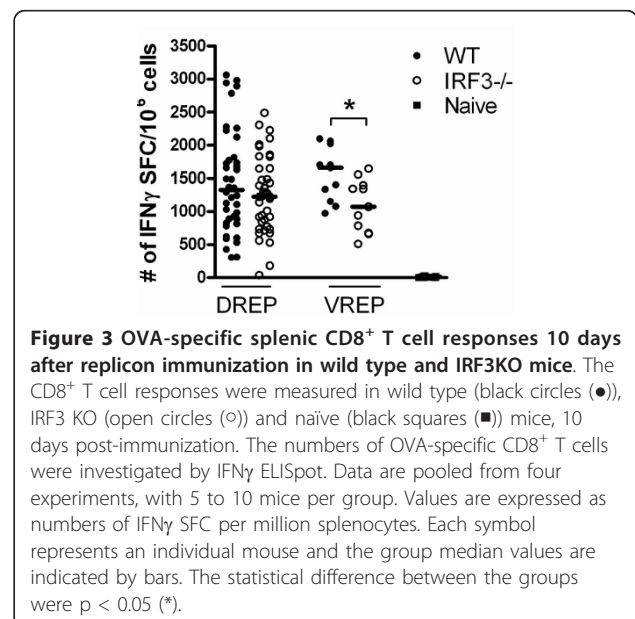 3500
3000
2500
2000
1500
1000
500
0
# of IFNγ SFC/10⁶ cells
● WT
○ IRF3-/-
■ Naive
*
DREP VREP
Figure 3 OVA-specific splenic CD8⁺ T cell responses 10 days
after replicon immunization in wild type and IRF3KO mice. The
CD8⁺ T cell responses were measured in wild type (black circles (●)),
IRF3 KO (open circles (○)) and naïve (black squares (■)) mice, 10
days post-immunization. The numbers of OVA-specific CD8⁺ T cells
were investigated by IFNγ ELISpot. Data are pooled from four
experiments, with 5 to 10 mice per group. Values are expressed as
numbers of IFNγ SFC per million splenocytes. Each symbol
represents an individual mouse and the group median values are
indicated by bars. The statistical difference between the groups
were p < 0.05 (*).